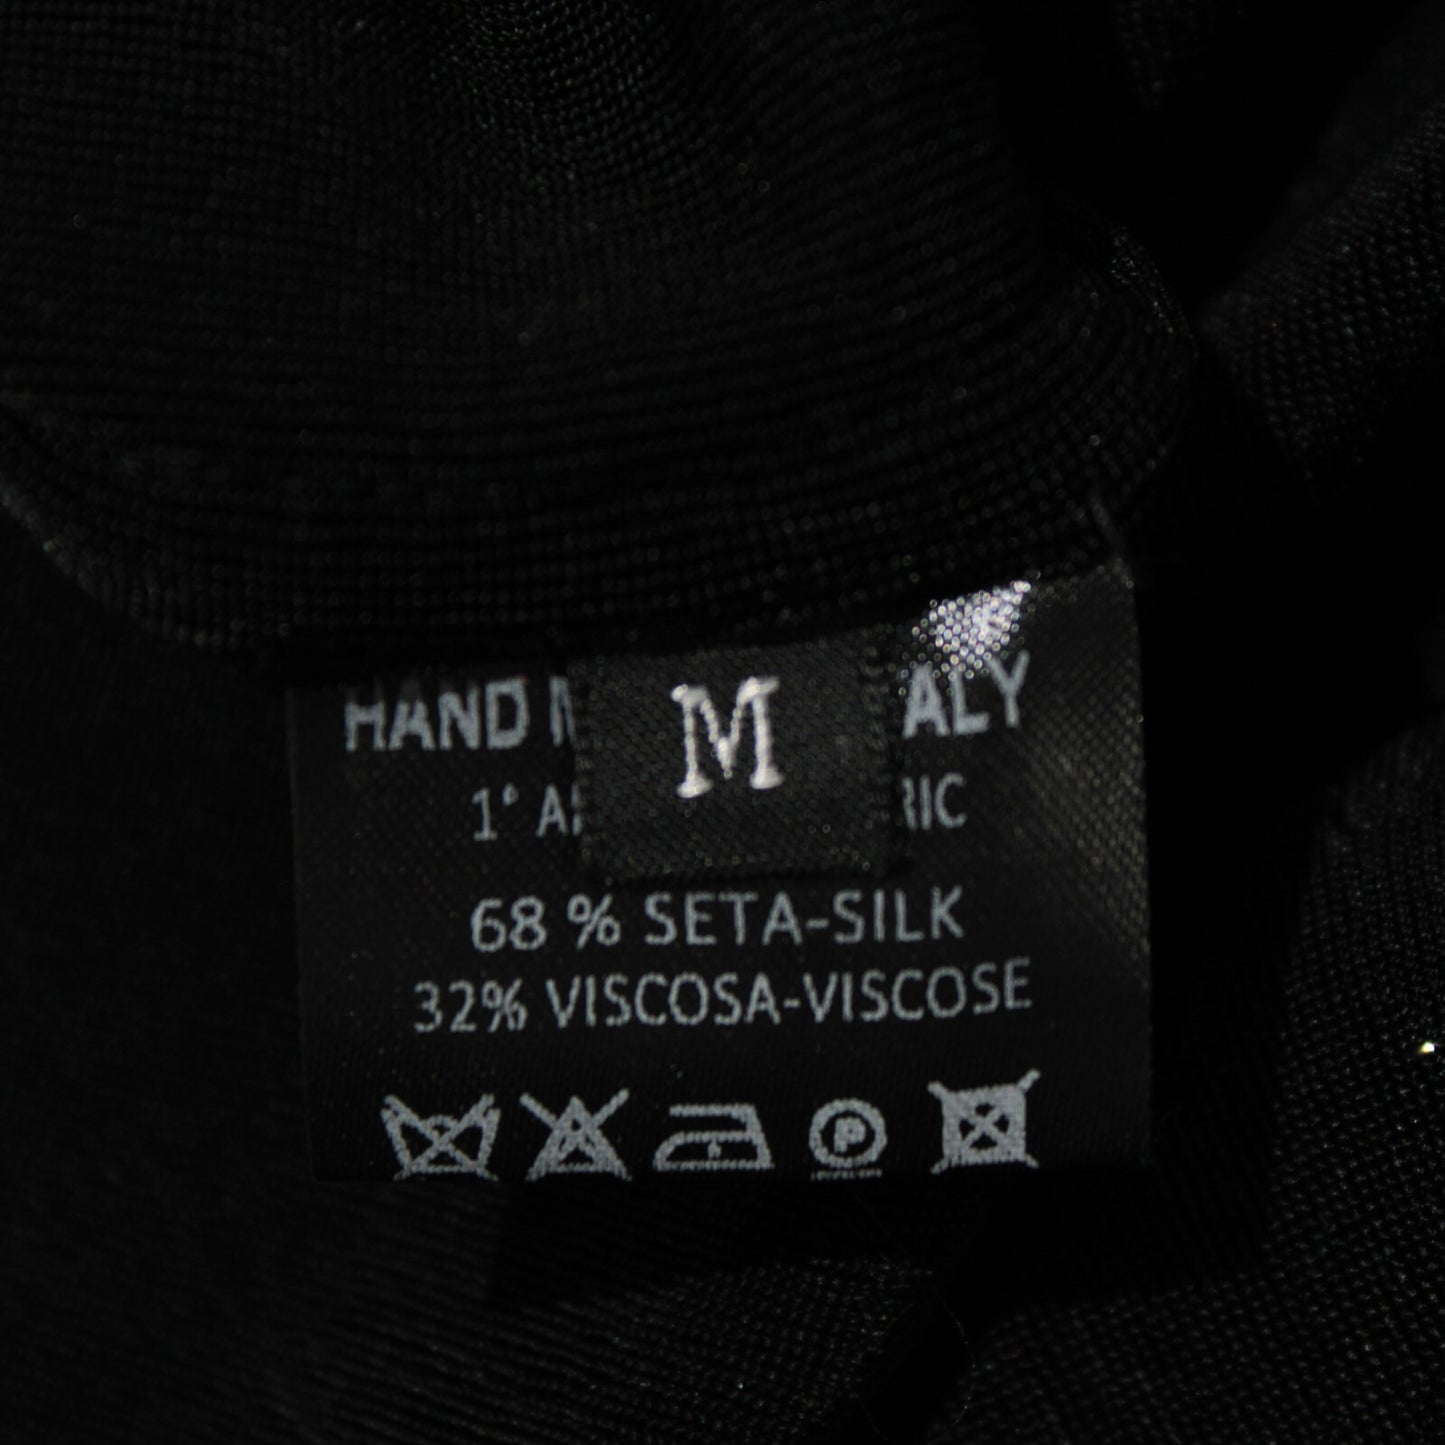 HAND ALY
M
1° A RIC
68 % SETA-SILK
32% VISCOSA-VISCOSE
P